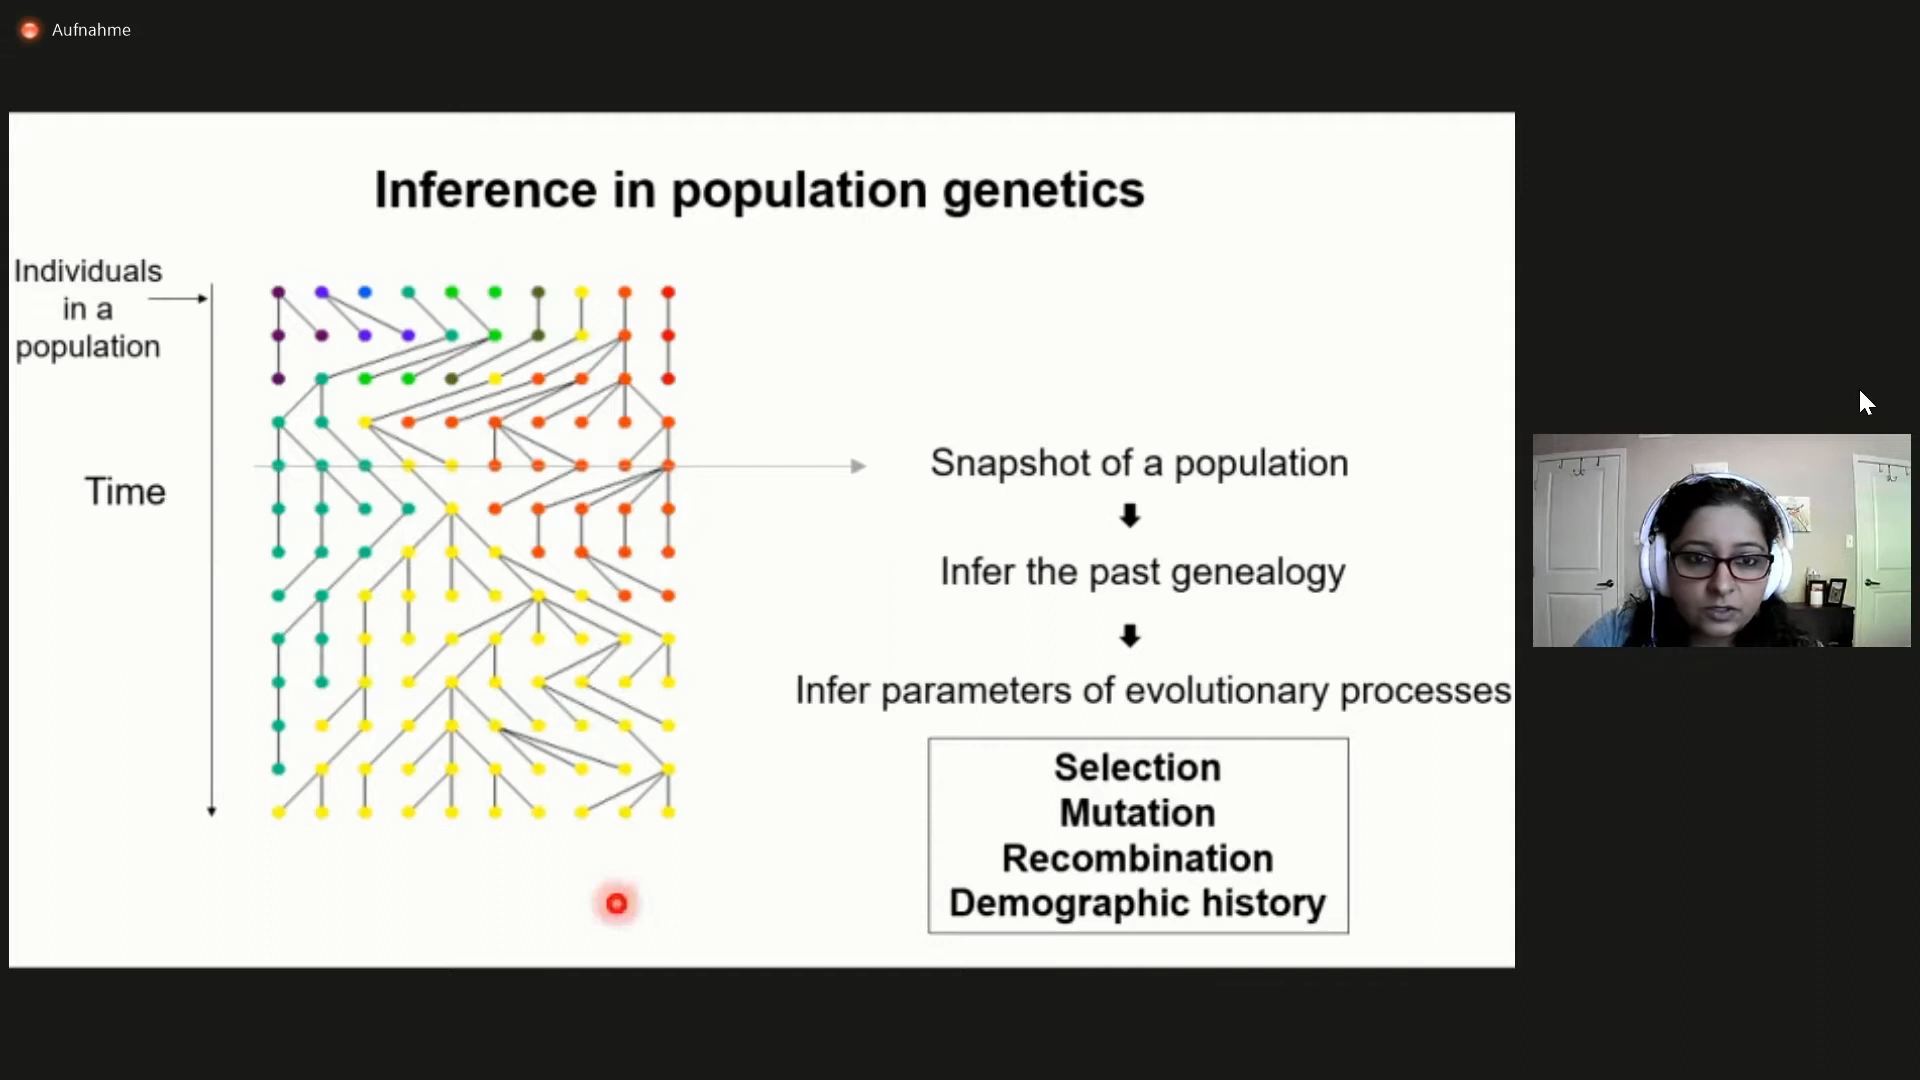 Aufnahme
Inference in population genetics
Individuals
in a
population
Time
Snapshot of a population
Infer the past genealogy
Infer parameters of evolutionary processes
Selection
Mutation
Recombination
Demographic history